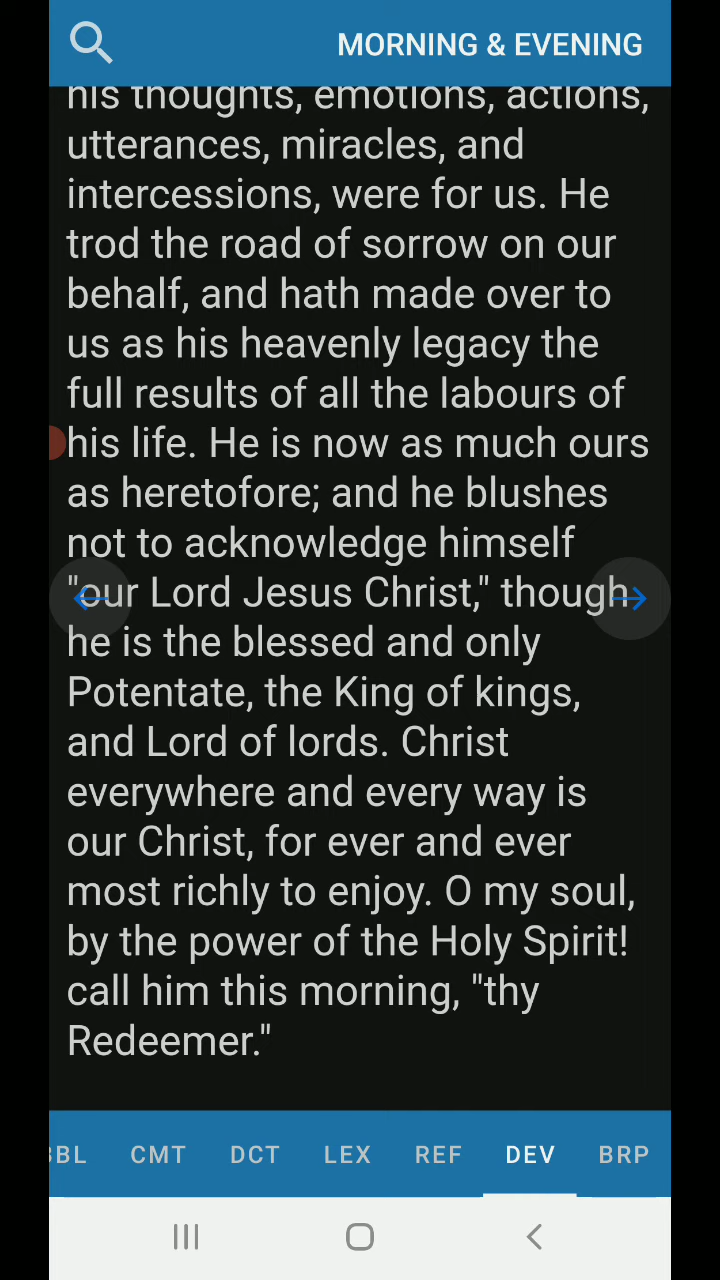 MORNING & EVENING
his thoughts, emotions, actions,
utterances, miracles, and
intercessions, were for us. He
trod the road of sorrow on our
behalf, and hath made over to
us as his heavenly legacy the
full results of all the labours of
his life. He is now as much ours
as heretofore; and he blushes
not to acknowledge himself
"our Lord Jesus Christ," though
he is the blessed and only
Potentate, the King of kings,
and Lord of lords. Christ
everywhere and every way is
our Christ, for ever and ever
most richly to enjoy. O my soul,
by the power of the Holy Spirit!
call him this morning, "thy
Redeemer."
BBL CMT DCT LEX REF DEV BRP